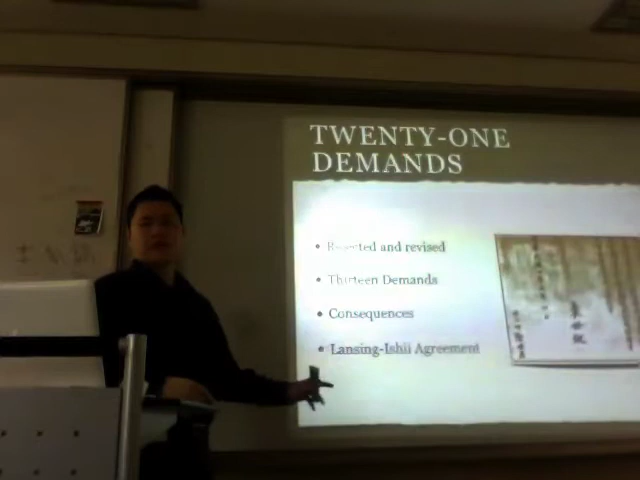 TWENTY-ONE
DEMANDS
• Rejected and revised
• Thirteen Demands
• Consequences
• Lansing-Ishii Agreement